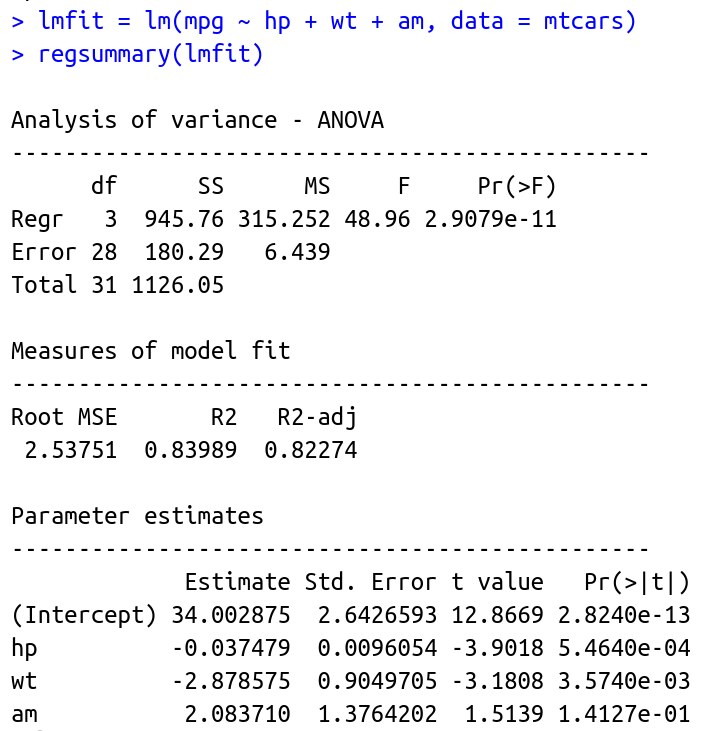 > lmfit = lm(mpg ~ hp + wt + am, data = mtcars)
> regsummary(lmfit)
Analysis of variance - ANOVA
------------------------------------------------
      df      SS      MS     F     Pr(>F)
Regr   3  945.76 315.252 48.96 2.9079e-11
Error 28  180.29   6.439
Total 31 1126.05
Measures of model fit
------------------------------------------------
Root MSE       R2   R2-adj
 2.53751  0.83989  0.82274
Parameter estimates
------------------------------------------------
             Estimate Std. Error t value   Pr(>|t|)
(Intercept) 34.002875  2.6426593 12.8669 2.8240e-13
hp          -0.037479  0.0096054 -3.9018 5.4640e-04
wt          -2.878575  0.9049705 -3.1808 3.5740e-03
am           2.083710  1.3764202  1.5139 1.4127e-01